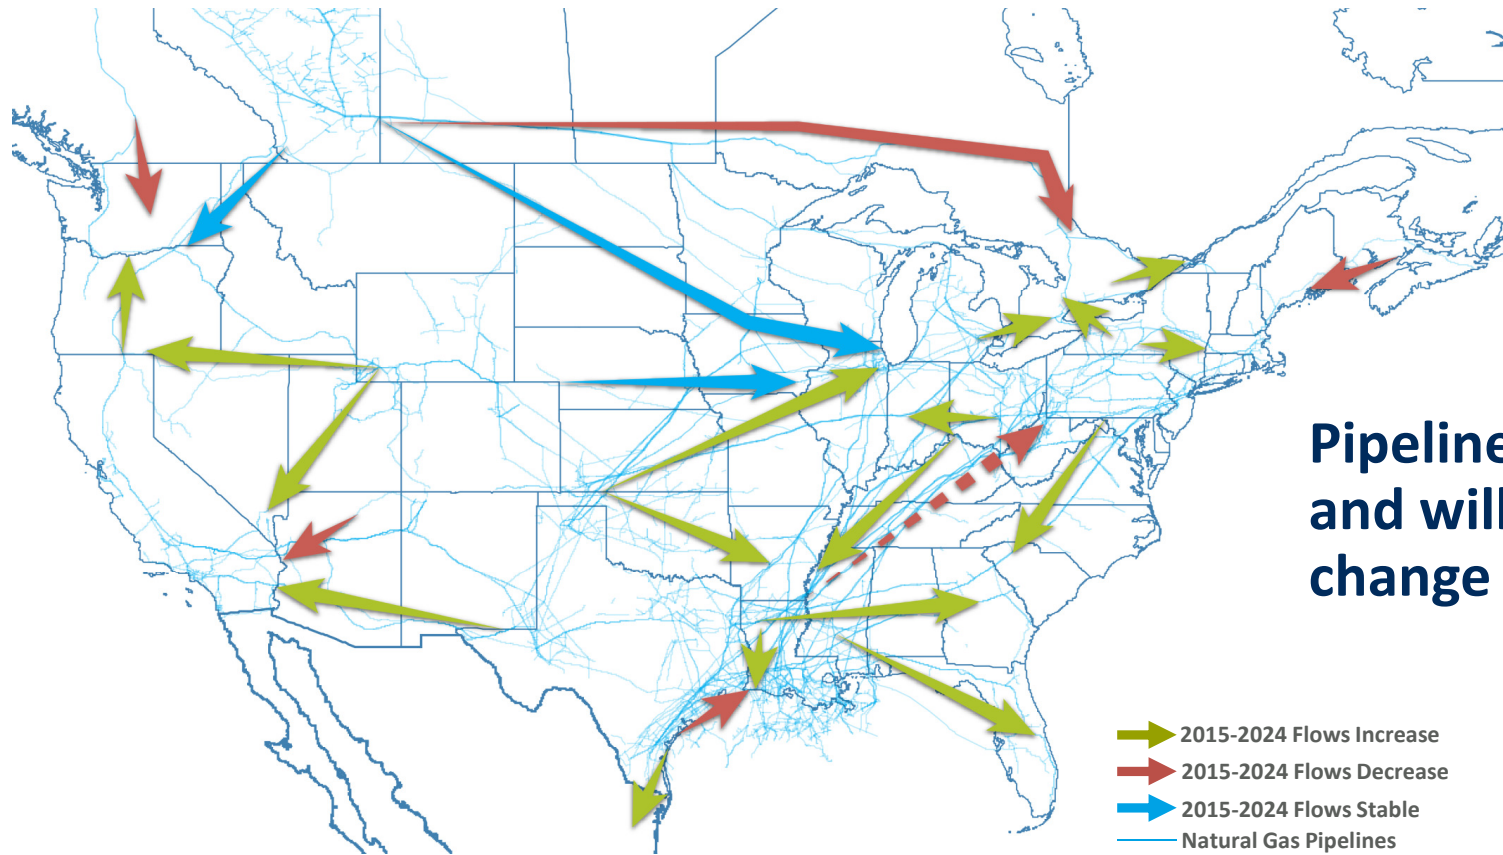 Pipeline
and will
change
2015-2024 Flows Increase
2015-2024 Flows Decrease
2015-2024 Flows Stable
Natural Gas Pipelines